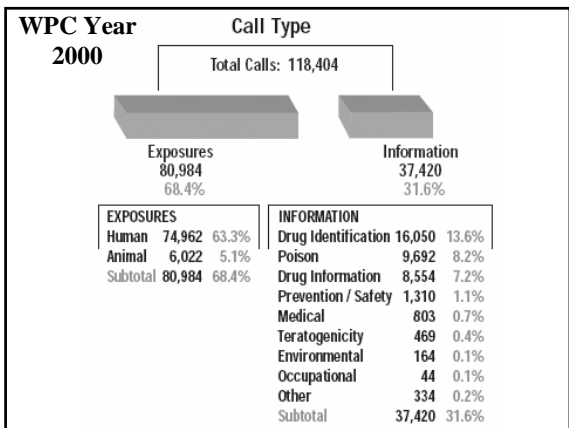 WPC Year
2000
Call Type
Total Calls: 118,404
Exposures
80,984
68.4%
Information
37,420
31.6%
EXPOSURES
Human 74,962 63.3%
Animal 6,022 5.1%
Subtotal 80,984 68.4%
INFORMATION
Drug Identification 16,050 13.6%
Poison 9,692 8.2%
Drug Information 8,554 7.2%
Prevention / Safety 1,310 1.1%
Medical 803 0.7%
Teratogenicity 469 0.4%
Environmental 164 0.1%
Occupational 44 0.1%
Other 334 0.2%
Subtotal 37,420 31.6%